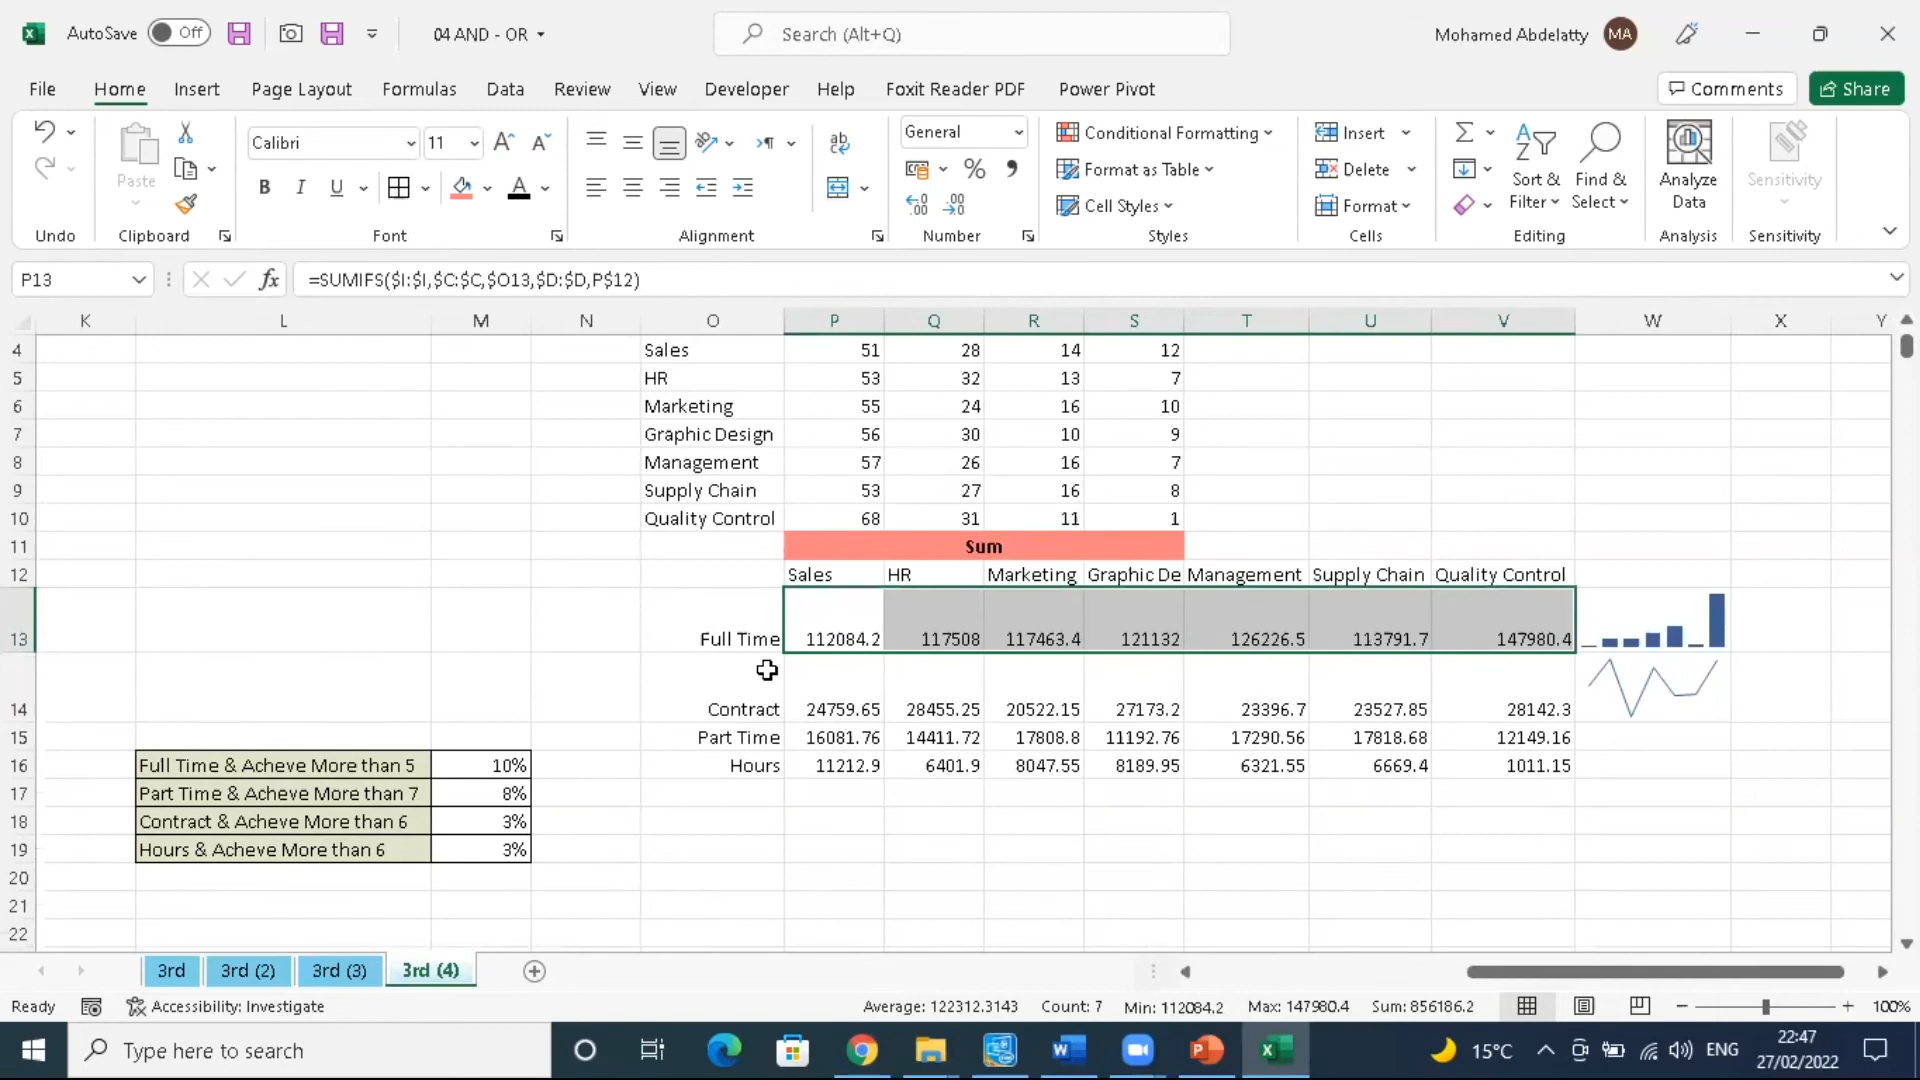 AutoSave Off 04 AND - OR Search (Alt+Q) Mohamed Abdelatty MA
File Home Insert Page Layout Formulas Data Review View Developer Help Foxit Reader PDF Power Pivot Comments Share
Undo
Paste
Clipboard
Calibri 11
B I U A
Font
Alignment
General
Number
Conditional Formatting
Format as Table
Cell Styles
Styles
Insert
Delete
Format
Cells
Sort & Filter
Find & Select
Editing
Analyze Data
Analysis
Sensitivity
Sensitivity
P13 fx =SUMIFS($I:$I,$C:$C,$O13,$D:$D,P$12)
K L M N O P Q R S T U V W X Y
4 Sales 51 28 14 12
5 HR 53 32 13 7
6 Marketing 55 24 16 10
7 Graphic Design 56 30 10 9
8 Management 57 26 16 7
9 Supply Chain 53 27 16 8
10 Quality Control 68 31 11 1
11 Sum
12 Sales HR Marketing Graphic De Management Supply Chain Quality Control
13 Full Time 112084.2 117508 117463.4 121132 126226.5 113791.7 147980.4
14 Contract 24759.65 28455.25 20522.15 27173.2 23396.7 23527.85 28142.3
15 Part Time 16081.76 14411.72 17808.8 11192.76 17290.56 17818.68 12149.16
16 Full Time & Acheve More than 5 10% Hours 11212.9 6401.9 8047.55 8189.95 6321.55 6669.4 1011.15
17 Part Time & Acheve More than 7 8%
18 Contract & Acheve More than 6 3%
19 Hours & Acheve More than 6 3%
20
21
22
3rd 3rd (2) 3rd (3) 3rd (4)
Ready Accessibility: Investigate Average: 122312.3143 Count: 7 Min: 112084.2 Max: 147980.4 Sum: 856186.2 100%
Type here to search 15°C ENG 22:47
27/02/2022